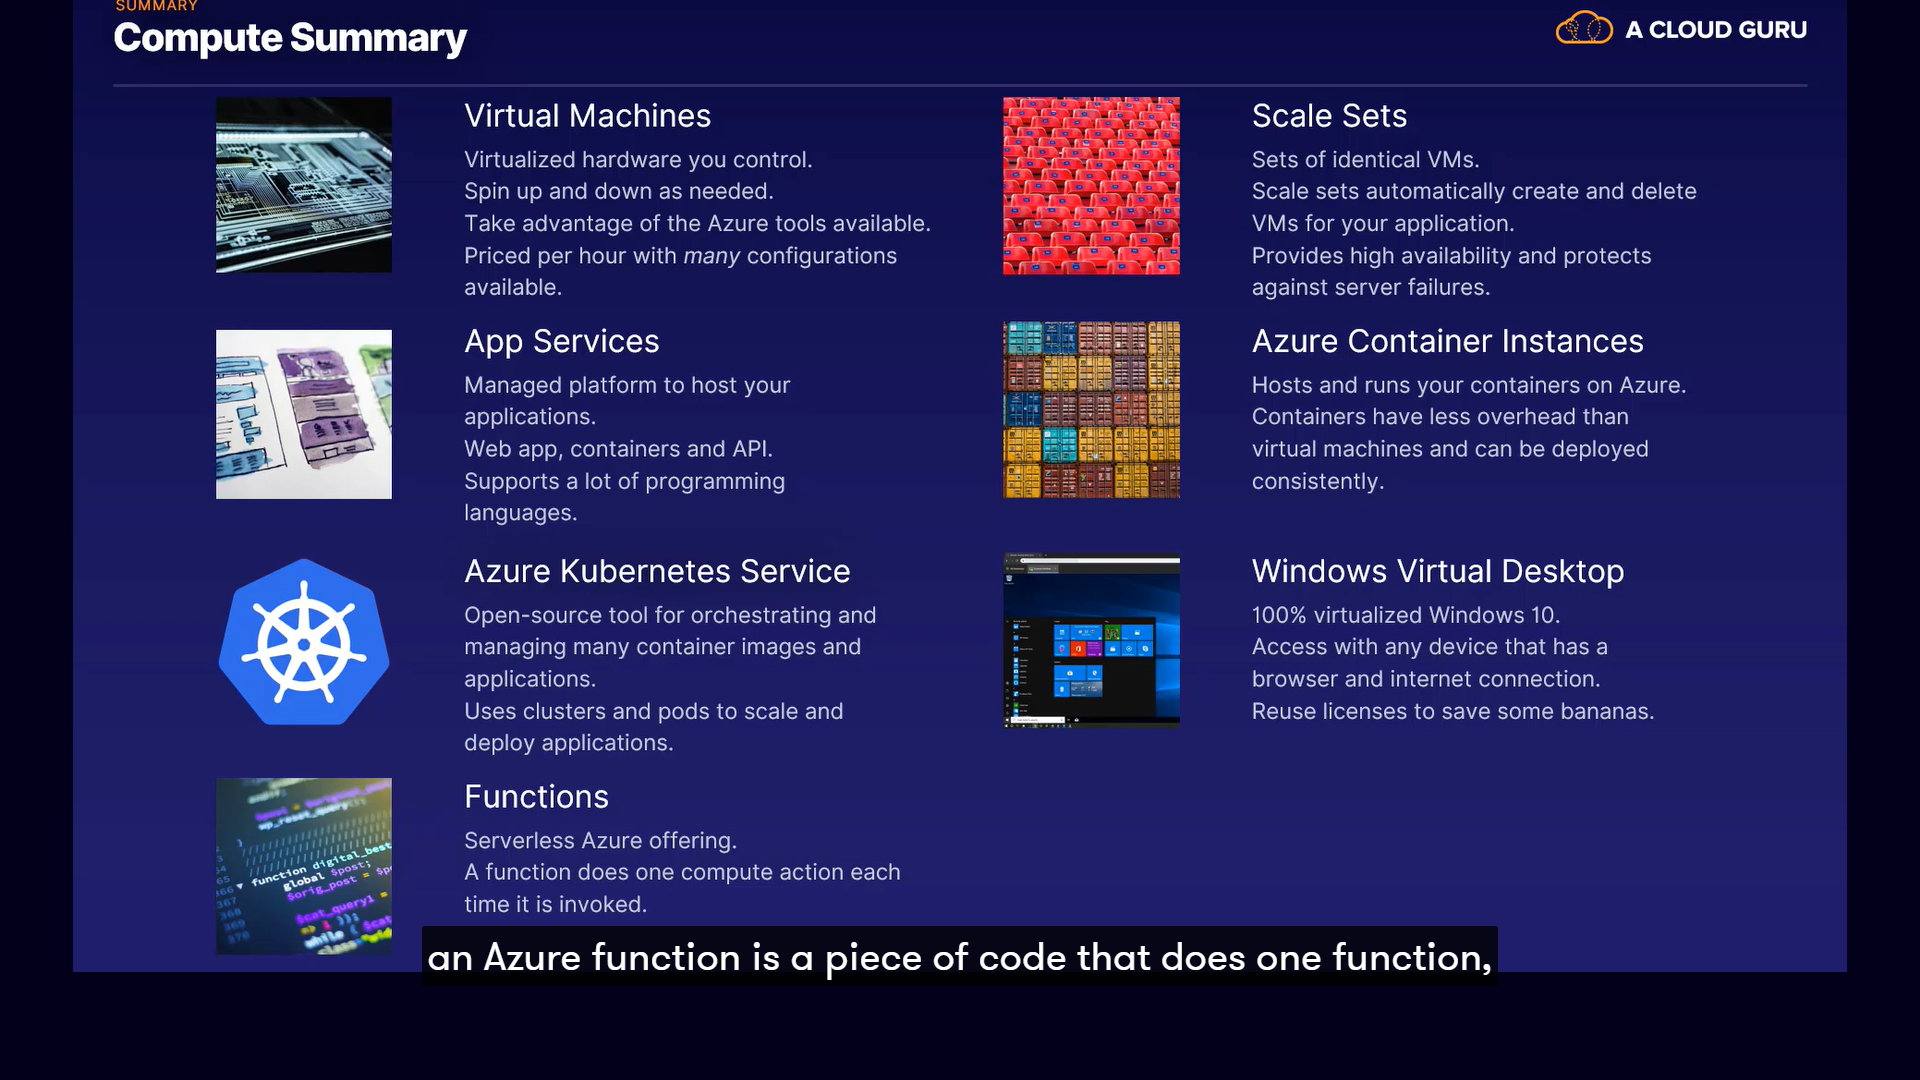 SUMMARY
Compute Summary
A CLOUD GURU
Virtual Machines
Virtualized hardware you control.
Spin up and down as needed.
Take advantage of the Azure tools available.
Priced per hour with many configurations
available.
Scale Sets
Sets of identical VMs.
Scale sets automatically create and delete
VMs for your application.
Provides high availability and protects
against server failures.
App Services
Managed platform to host your
applications.
Web app, containers and API.
Supports a lot of programming
languages.
Azure Container Instances
Hosts and runs your containers on Azure.
Containers have less overhead than
virtual machines and can be deployed
consistently.
Azure Kubernetes Service
Open-source tool for orchestrating and
managing many container images and
applications.
Uses clusters and pods to scale and
deploy applications.
Windows Virtual Desktop
100% virtualized Windows 10.
Access with any device that has a
browser and internet connection.
Reuse licenses to save some bananas.
Functions
Serverless Azure offering.
A function does one compute action each
time it is invoked.
wp_reset_query();
function digital_best
global $post;
$orig_post = $p
$cat_query1 =
while (
an Azure function is a piece of code that does one function,